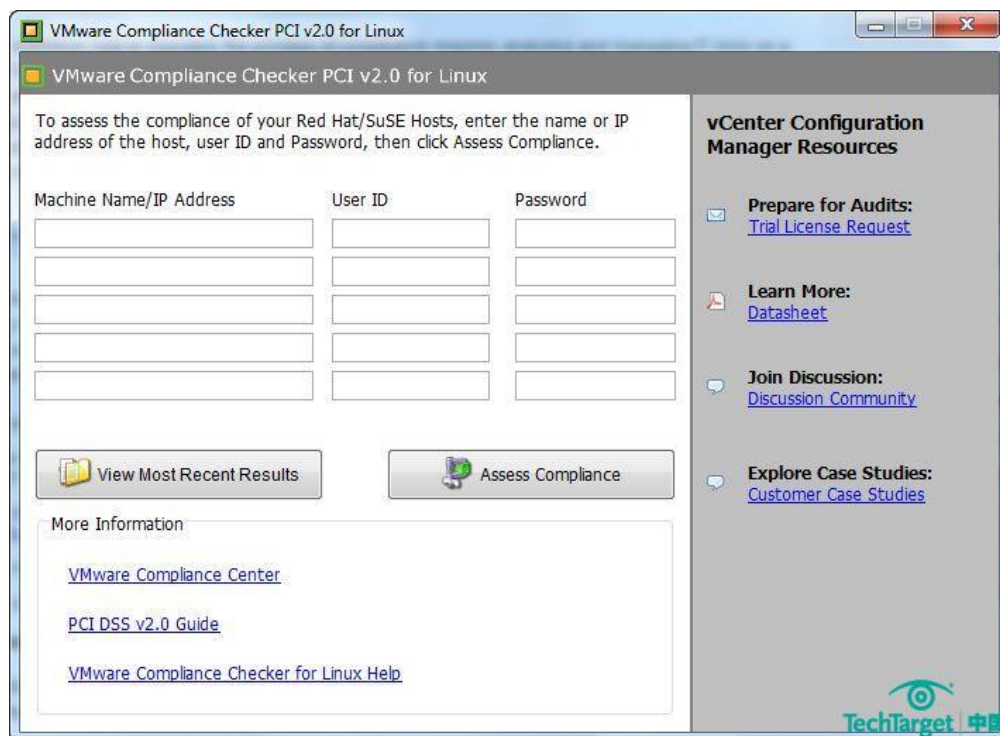 VMware Compliance Checker PCI v2.0 for Linux
VMware Compliance Checker PCI v2.0 for Linux
To assess the compliance of your Red Hat/SuSE Hosts, enter the name or IP
address of the host, user ID and Password, then click Assess Compliance.
Machine Name/IP Address
User ID
Password
View Most Recent Results
Assess Compliance
More Information
VMware Compliance Center
PCI DSS v2.0 Guide
VMware Compliance Checker for Linux Help
vCenter Configuration
Manager Resources
Prepare for Audits:
Trial License Request
Learn More:
Datasheet
Join Discussion:
Discussion Community
Explore Case Studies:
Customer Case Studies
TechTarget 中国